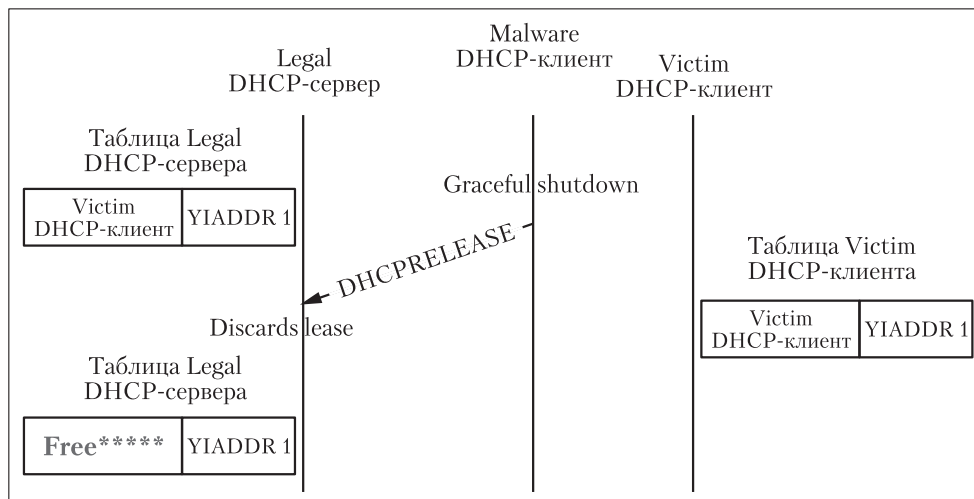 Legal
DHCP-сервер
Malware
DHCP-клиент
Victim
DHCP-клиент
Таблица Legal
DHCP-сервера
Victim
DHCP-клиент
YIADDR 1
Graceful shutdown
DHCPRELEASE
Discards lease
Таблица Victim
DHCP-клиента
Victim
DHCP-клиент
YIADDR 1
Таблица Legal
DHCP-сервера
Free*****
YIADDR 1